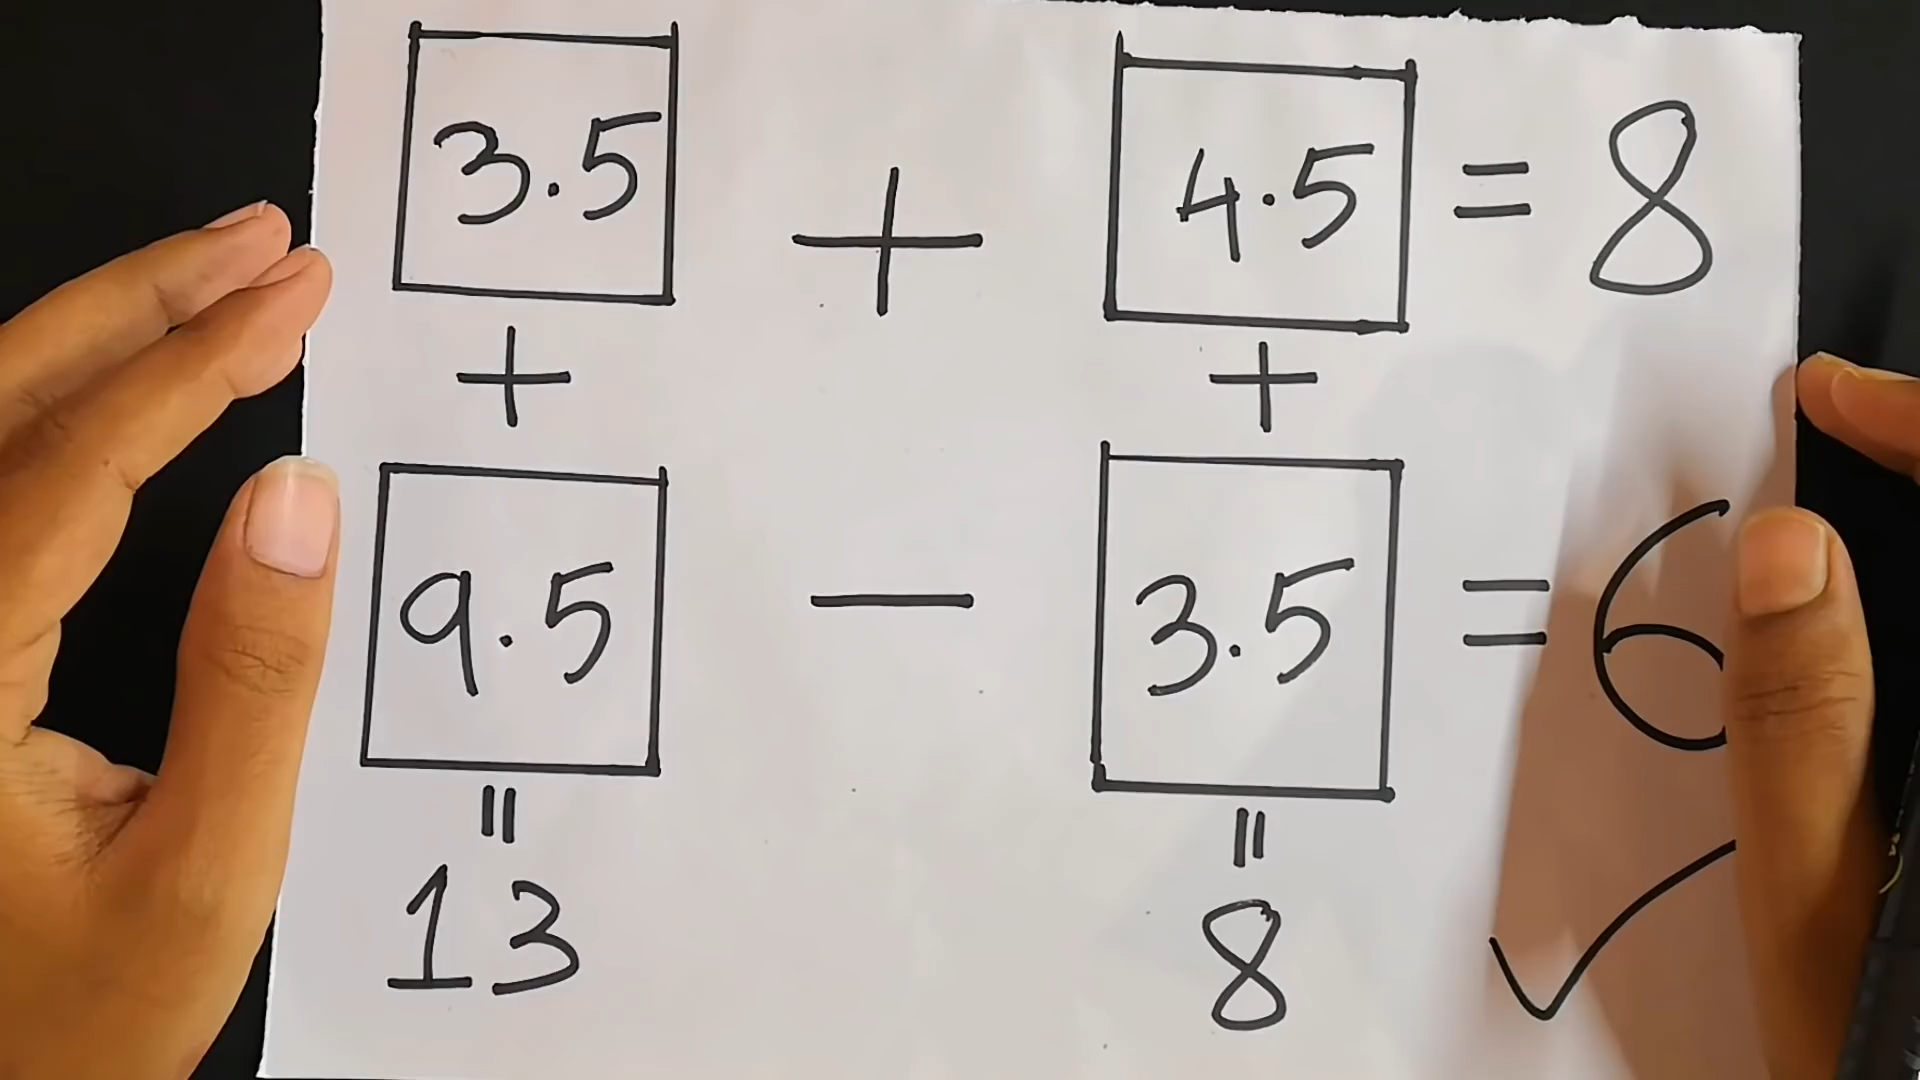 3.5 + 4.5 = 8
+ +
9.5 - 3.5 = 6
= =
13 8 ✓